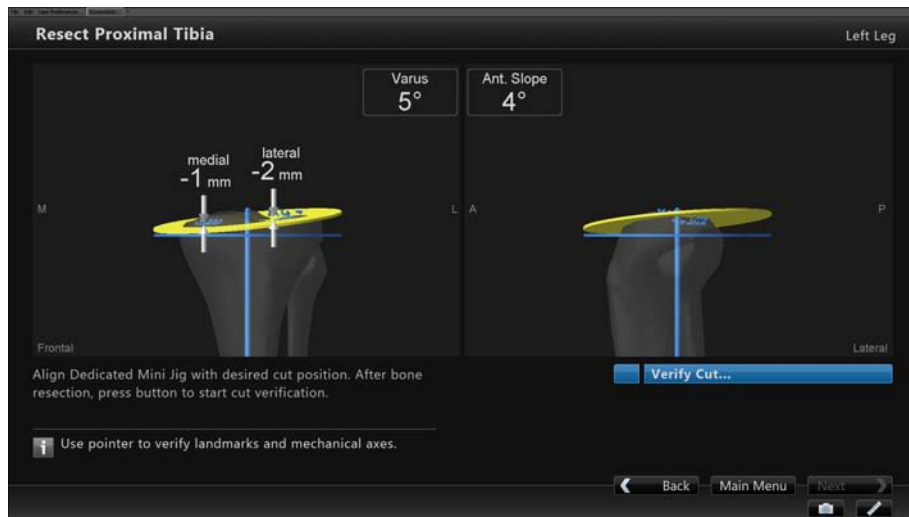 Resect Proximal Tibia
Left Leg
Varus
5°
Ant. Slope
4°
medial
-1 mm
lateral
-2 mm
M
L
A
P
Frontal
Lateral
Align Dedicated Mini Jig with desired cut position. After bone
resection, press button to start cut verification.
Verify Cut...
i Use pointer to verify landmarks and mechanical axes.
Back
Main Menu
Next